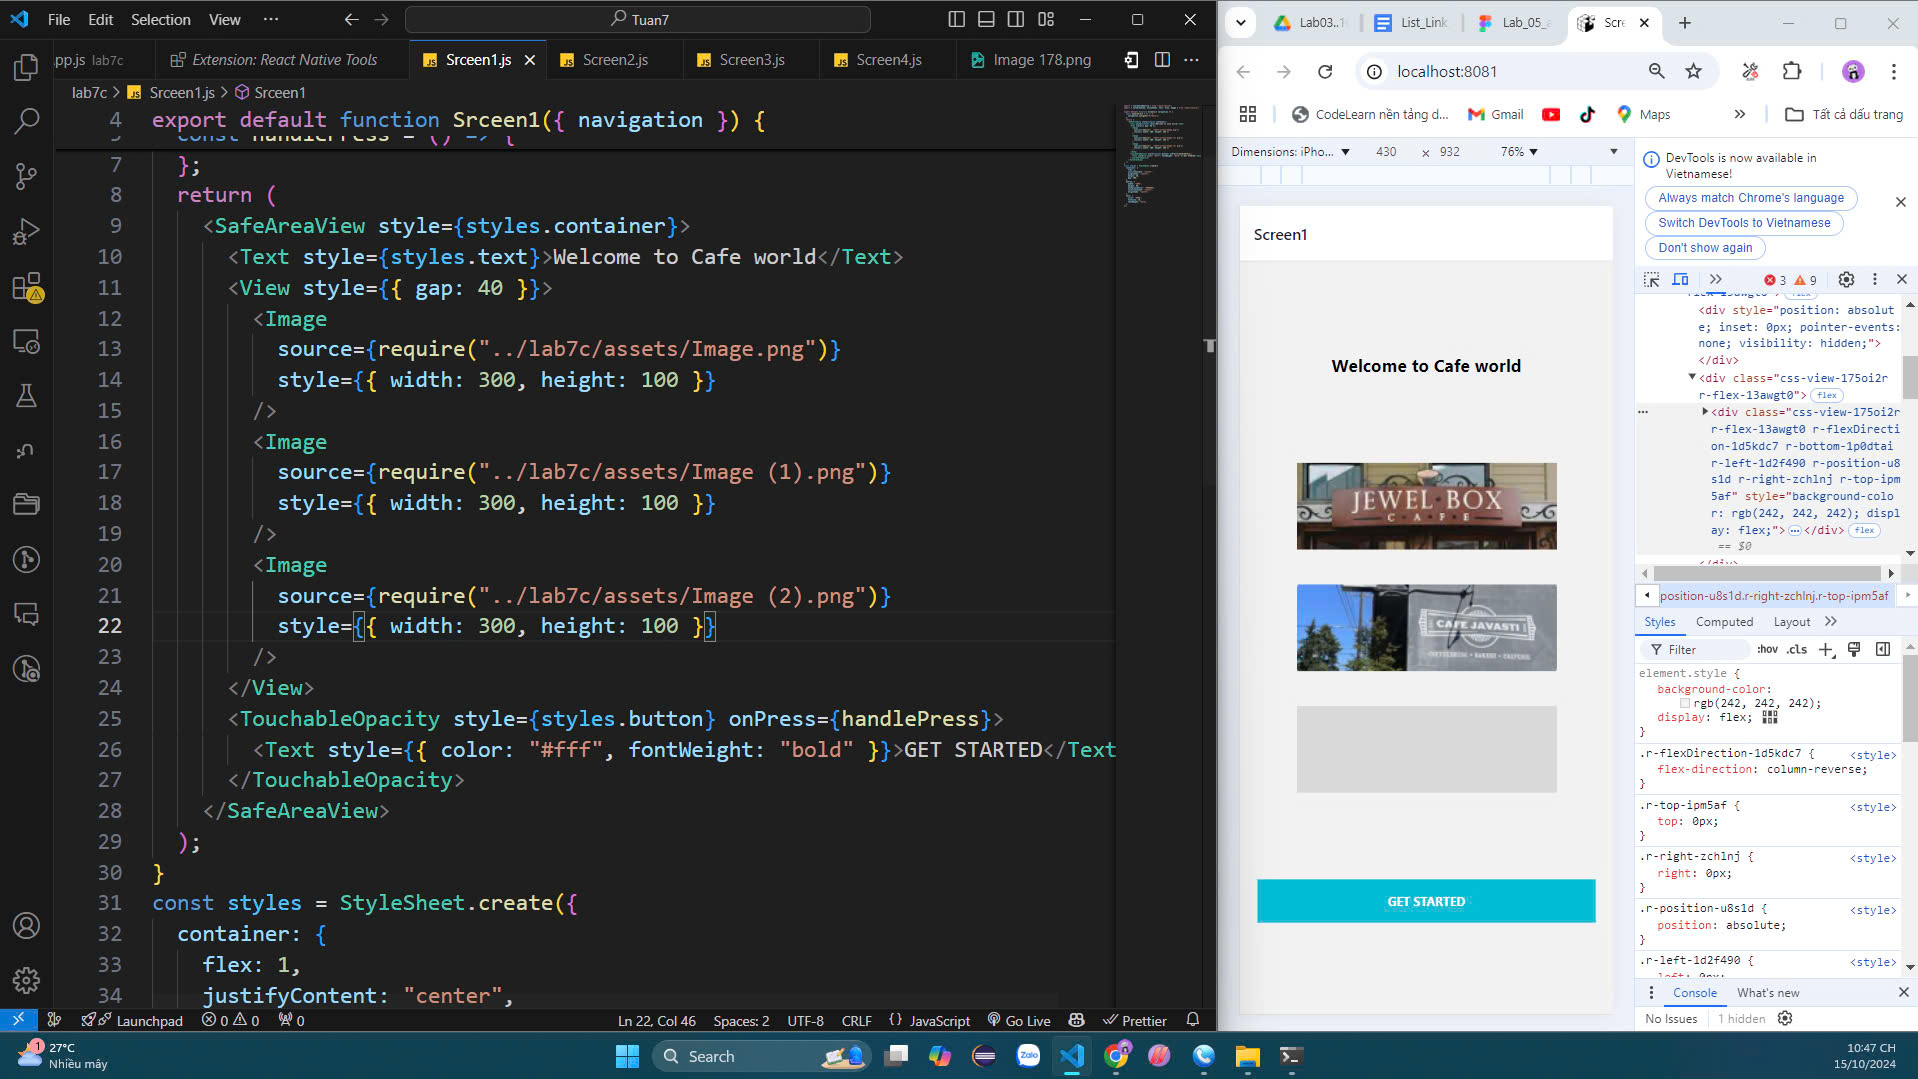 File Edit Selection View ··· Tuan7
pp.js lab7c Extension: React Native Tools Srceen1.js Screen2.js Screen3.js Screen4.js Image 178.png
lab7c > Srceen1.js > Srceen1
4 export default function Srceen1({ navigation }) {
7 };
8 return (
9 <SafeAreaView style={styles.container}>
10 <Text style={styles.text}>Welcome to Cafe world</Text>
11 <View style={{ gap: 40 }}>
12 <Image
13 source={require("../lab7c/assets/Image.png")}
14 style={{ width: 300, height: 100 }}
15 />
16 <Image
17 source={require("../lab7c/assets/Image (1).png")}
18 style={{ width: 300, height: 100 }}
19 />
20 <Image
21 source={require("../lab7c/assets/Image (2).png")}
22 style={{ width: 300, height: 100 }}
23 />
24 </View>
25 <TouchableOpacity style={styles.button} onPress={handlePress}>
26 <Text style={{ color: "#fff", fontWeight: "bold" }}>GET STARTED</Text
27 </TouchableOpacity>
28 </SafeAreaView>
29 );
30 }
31 const styles = StyleSheet.create({
32 container: {
33 flex: 1,
34 justifyContent: "center",
Launchpad 0 0 0 Ln 22, Col 46 Spaces: 2 UTF-8 CRLF {} JavaScript Go Live Prettier
Lab03..1 List_Link Lab_05_ Scre
localhost:8081
CodeLearn nền tảng d... Gmail Maps » Tất cả dấu trang
Dimensions: iPho... 430 x 932 76%
Screen1
Welcome to Cafe world
JEWEL BOX
CAFE
CAFE JAVASTI
GET STARTED
DevTools is now available in
Vietnamese!
Always match Chrome's language
Switch DevTools to Vietnamese
Don't show again
3 9
<div style="position: absolut
e; inset: 0px; pointer-events:
none; visibility: hidden;">
</div>
<div class="css-view-175oi2r
r-flex-13awgt0"> flex
<div class="css-view-175oi2r
r-flex-13awgt0 r-flexDirecti
on-1d5kdc7 r-bottom-1p0dtai
r-left-1d2f490 r-position-u8
s1d r-right-zchlnj r-top-ipm
5af" style="background-colo
r: rgb(242, 242, 242); displ
ay: flex;"> ··· </div> flex
== $0
position-u8s1d.r-right-zchlnj.r-top-ipm5af
Styles Computed Layout »
Filter :hov .cls
element.style {
background-color:
rgb(242, 242, 242);
display: flex;
}
.r-flexDirection-1d5kdc7 { <style>
flex-direction: column-reverse;
}
.r-top-ipm5af { <style>
top: 0px;
}
.r-right-zchlnj { <style>
right: 0px;
}
.r-position-u8s1d { <style>
position: absolute;
}
.r-left-1d2f490 { <style>
Console What's new
No Issues 1 hidden
1 27°C
Nhiều mây
Search
Zalo
10:47 CH
15/10/2024